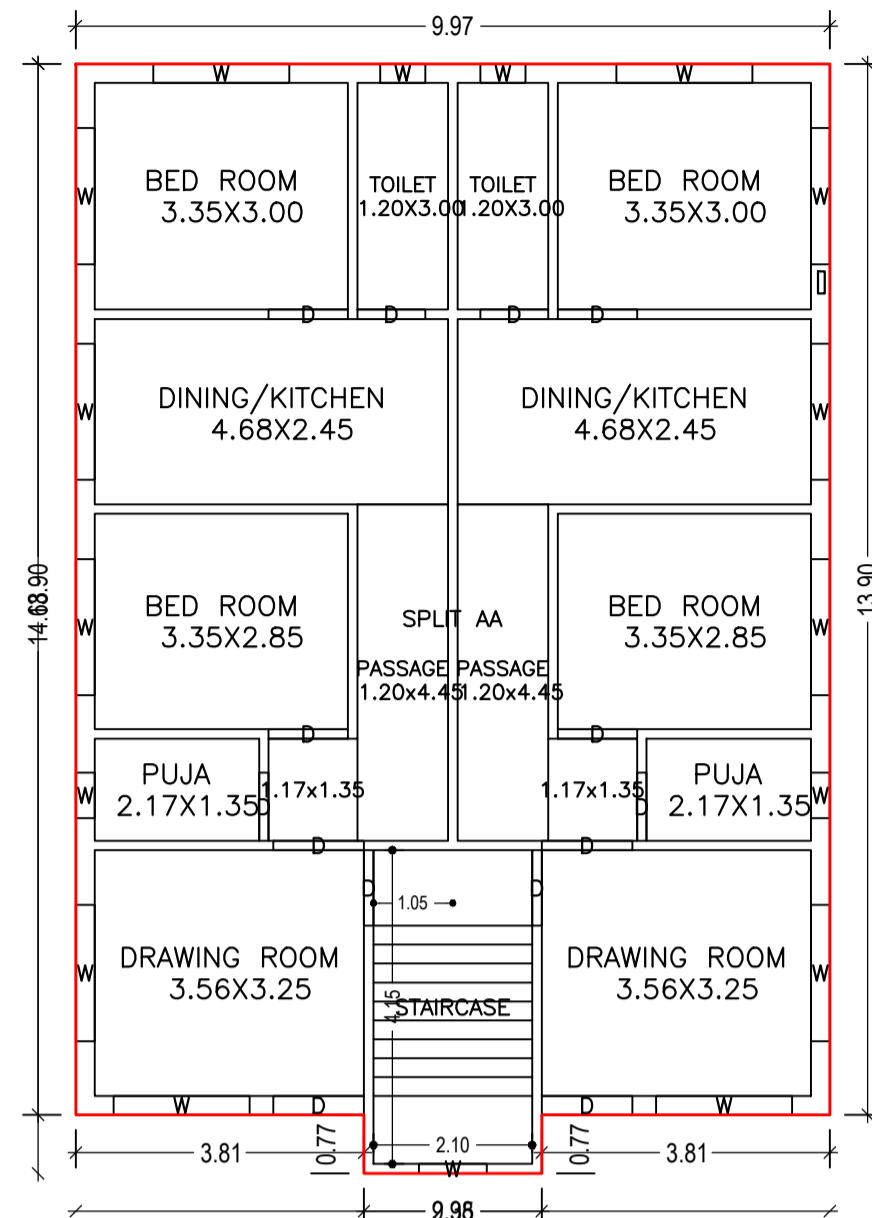 9.97
W W W W
BED ROOM
3.35X3.00
TOILET
1.20X3.00
TOILET
1.20X3.00
BED ROOM
3.35X3.00
W W
D D D D
DINING/KITCHEN
4.68X2.45
DINING/KITCHEN
4.68X2.45
W W
13.90
BED ROOM
3.35X2.85
SPLIT AA
BED ROOM
3.35X2.85
W W
PASSAGE
1.20x4.45
PASSAGE
1.20x4.45
D D
PUJA
2.17X1.35
1.17x1.35
1.17x1.35
PUJA
2.17X1.35
W D D W
D D
D D
1.05
DRAWING ROOM
3.56X3.25
DRAWING ROOM
3.56X3.25
W W
4.15
STAIRCASE
W D D W
3.81
0.77
2.10
0.77
3.81
W